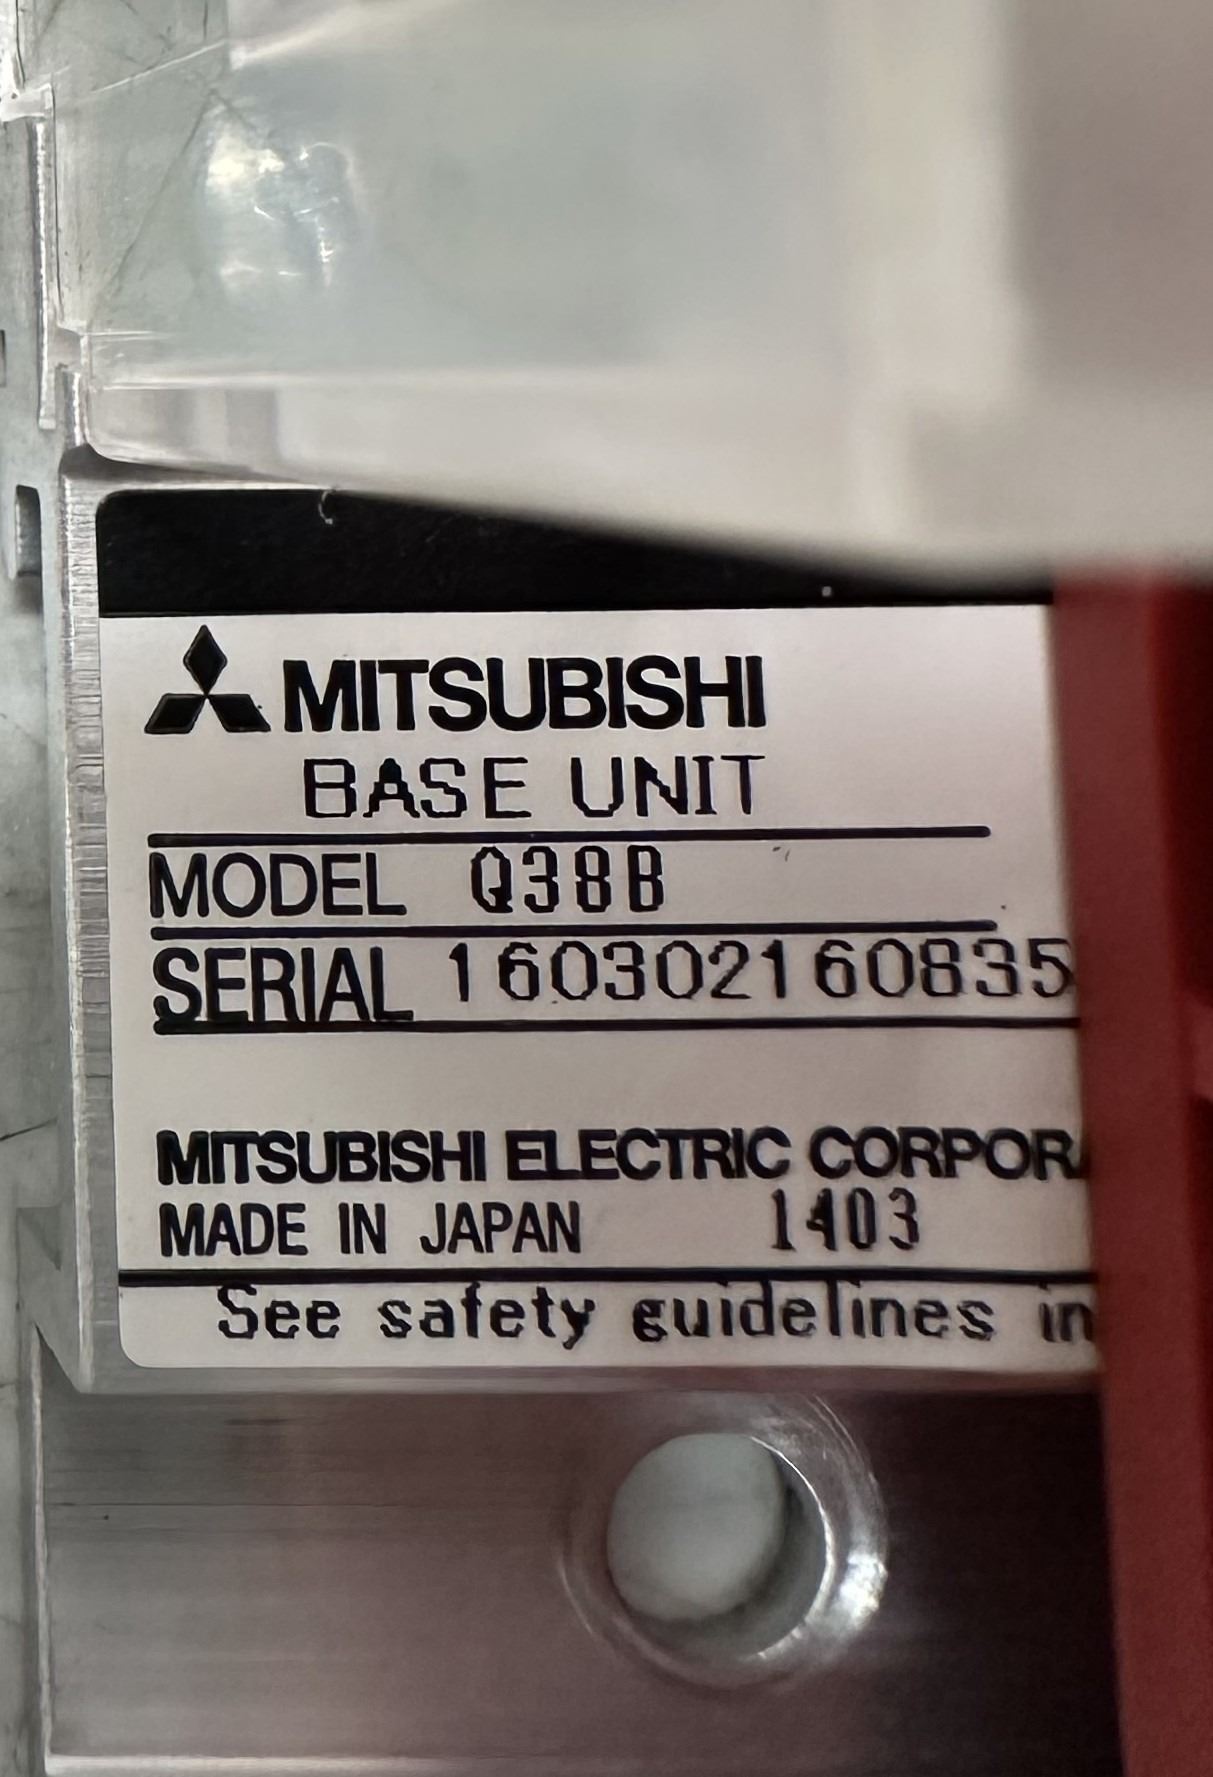 MITSUBISHI
BASE UNIT
MODEL Q38B
SERIAL 160302160835
MITSUBISHI ELECTRIC CORPORA
MADE IN JAPAN 1403
See safety guidelines in